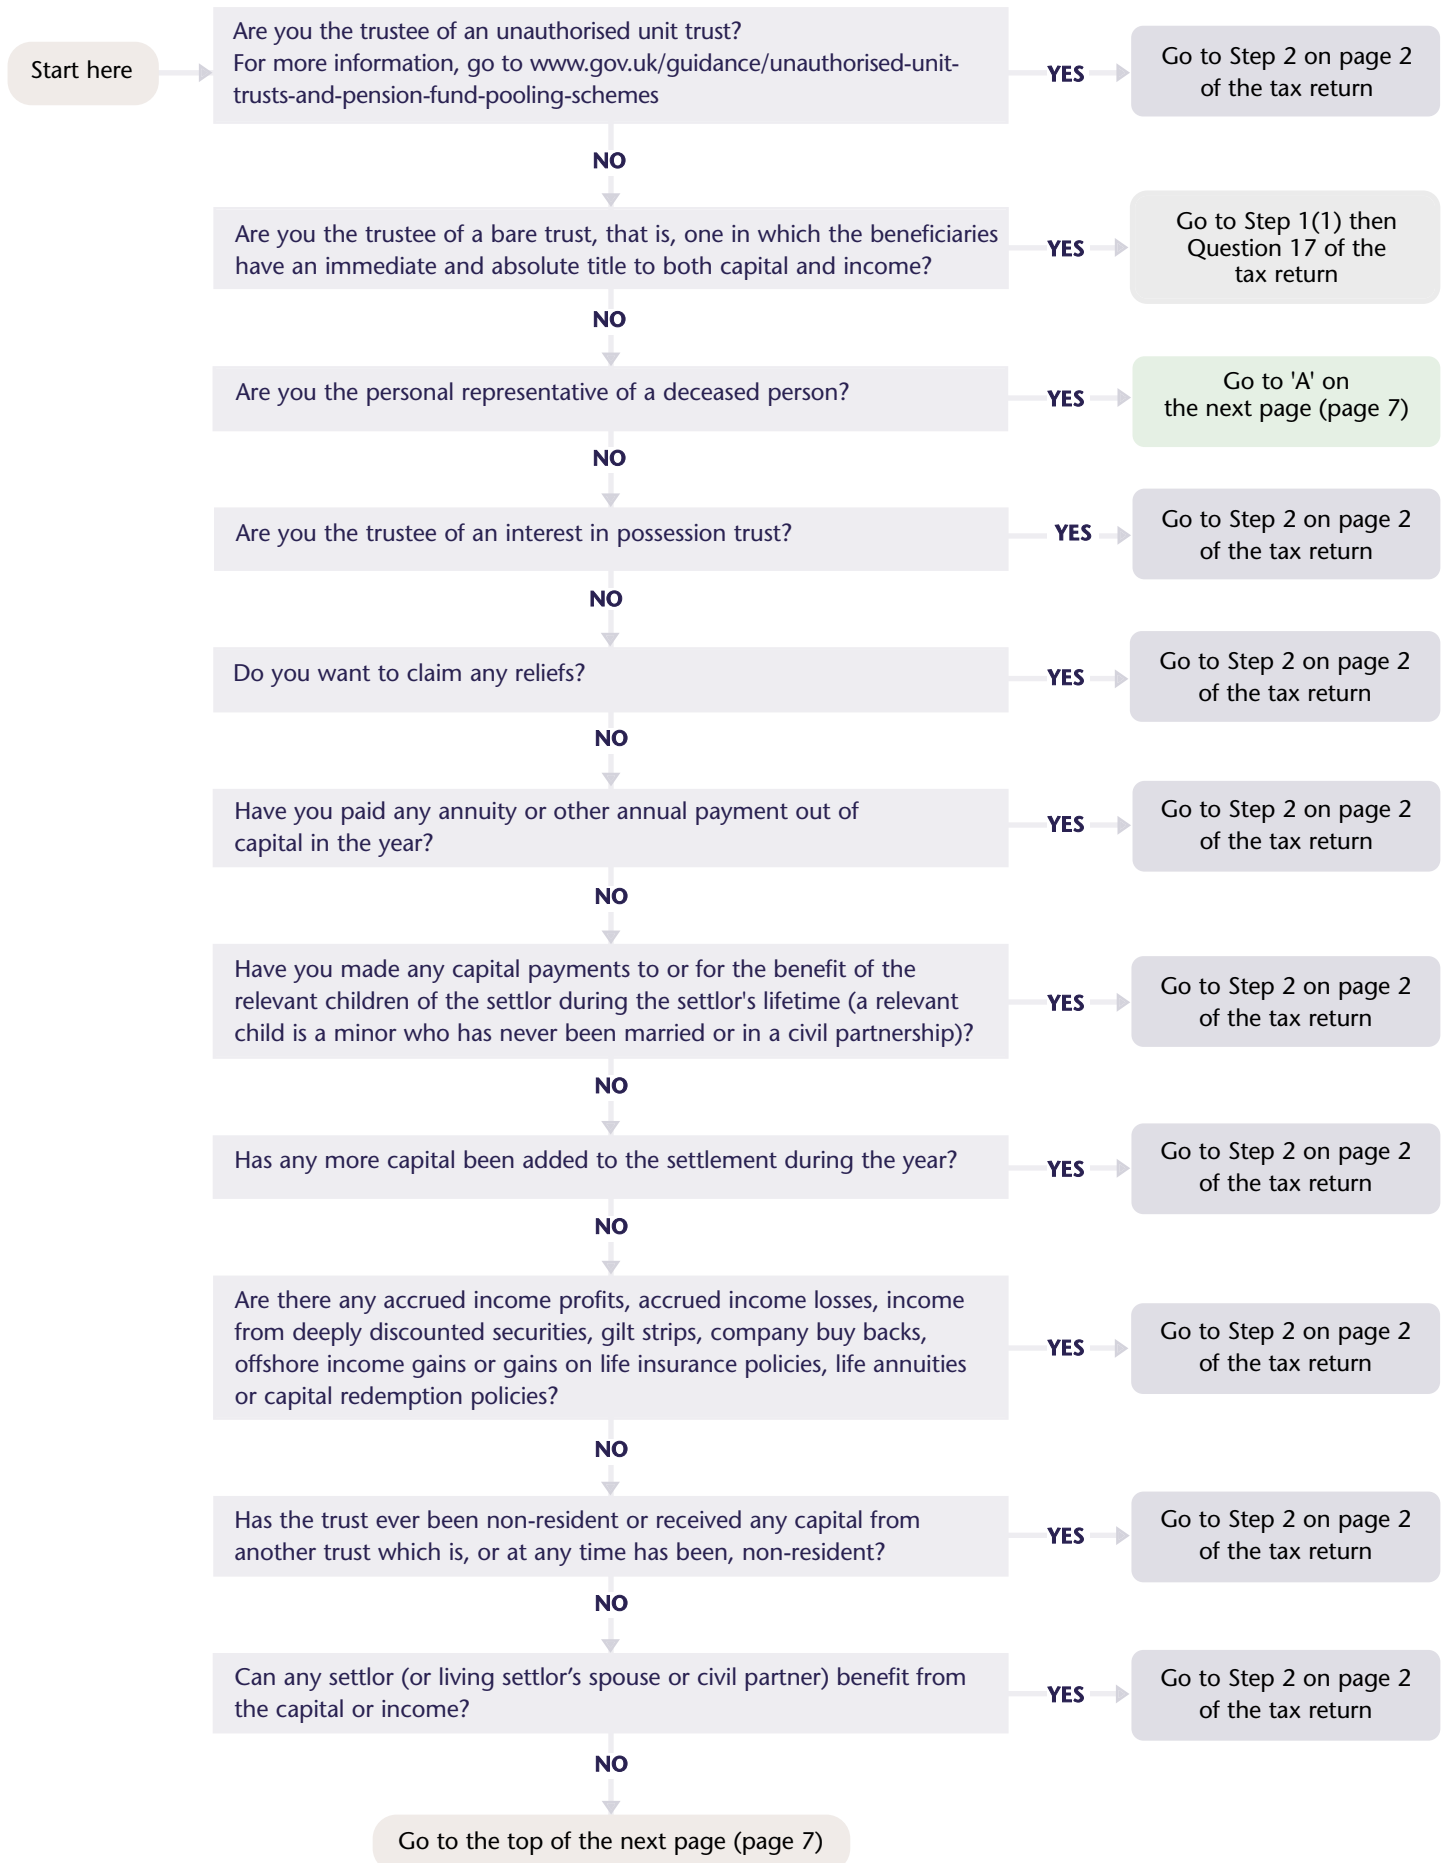 Start here
Are you the trustee of an unauthorised unit trust?
For more information, go to www.gov.uk/guidance/unauthorised-unit-
trusts-and-pension-fund-pooling-schemes
YES
Go to Step 2 on page 2
of the tax return
NO
Are you the trustee of a bare trust, that is, one in which the beneficiaries
have an immediate and absolute title to both capital and income?
YES
Go to Step 1(1) then
Question 17 of the
tax return
NO
Are you the personal representative of a deceased person?
YES
Go to 'A' on
the next page (page 7)
NO
Are you the trustee of an interest in possession trust?
YES
Go to Step 2 on page 2
of the tax return
NO
Do you want to claim any reliefs?
YES
Go to Step 2 on page 2
of the tax return
NO
Have you paid any annuity or other annual payment out of
capital in the year?
YES
Go to Step 2 on page 2
of the tax return
NO
Have you made any capital payments to or for the benefit of the
relevant children of the settlor during the settlor's lifetime (a relevant
child is a minor who has never been married or in a civil partnership)?
YES
Go to Step 2 on page 2
of the tax return
NO
Has any more capital been added to the settlement during the year?
YES
Go to Step 2 on page 2
of the tax return
NO
Are there any accrued income profits, accrued income losses, income
from deeply discounted securities, gilt strips, company buy backs,
offshore income gains or gains on life insurance policies, life annuities
or capital redemption policies?
YES
Go to Step 2 on page 2
of the tax return
NO
Has the trust ever been non-resident or received any capital from
another trust which is, or at any time has been, non-resident?
YES
Go to Step 2 on page 2
of the tax return
NO
Can any settlor (or living settlor’s spouse or civil partner) benefit from
the capital or income?
YES
Go to Step 2 on page 2
of the tax return
NO
Go to the top of the next page (page 7)